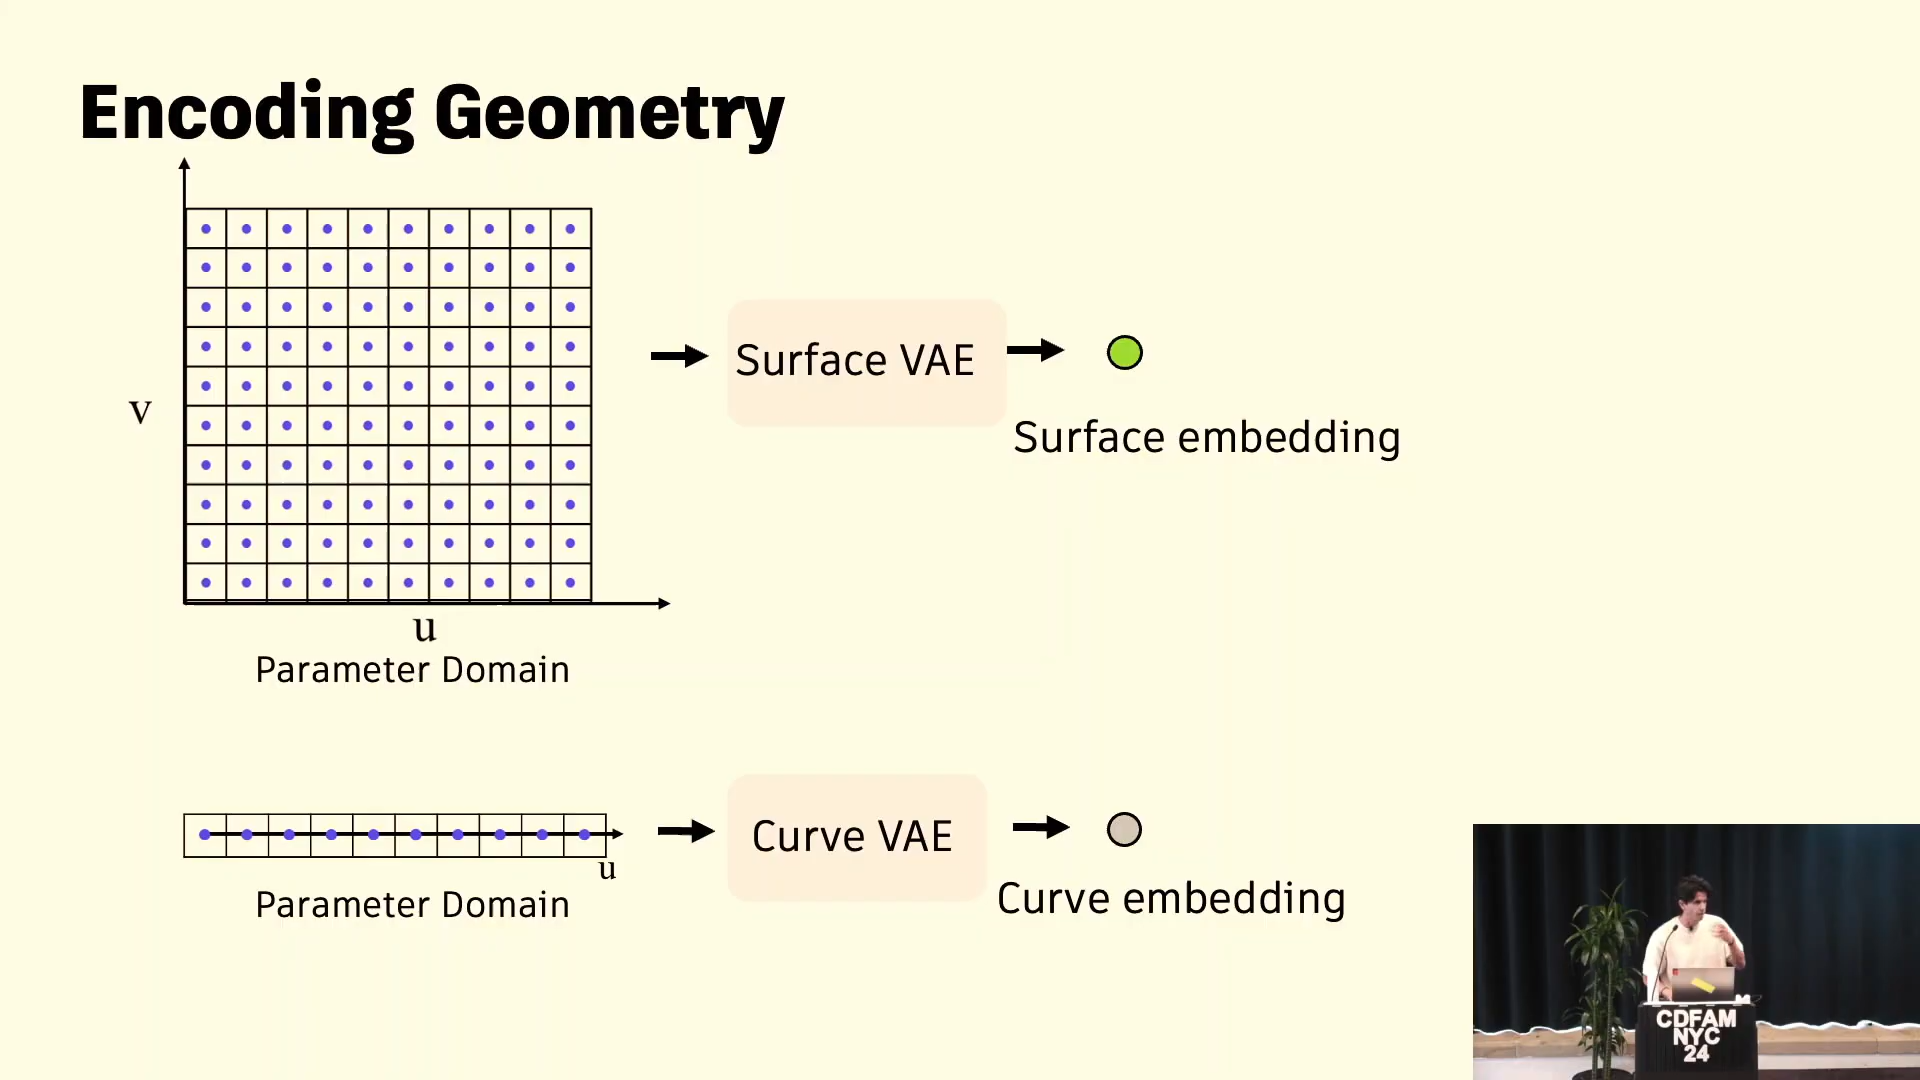 Encoding Geometry
v
u
Parameter Domain
Surface VAE
Surface embedding
u
Parameter Domain
Curve VAE
Curve embedding
CDFAM
NYC
24